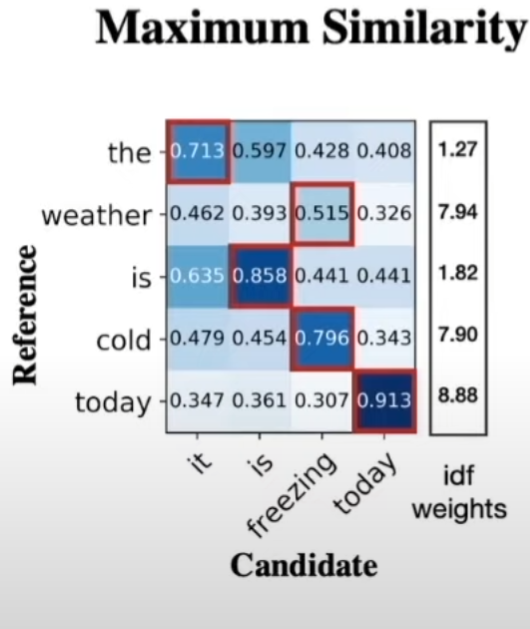 Maximum Similarity
the 0.713 0.597 0.428 0.408 1.27
weather 0.462 0.393 0.515 0.326 7.94
is 0.635 0.858 0.441 0.441 1.82
cold 0.479 0.454 0.796 0.343 7.90
today 0.347 0.361 0.307 0.913 8.88
Reference
it is freezing today
idf
weights
Candidate